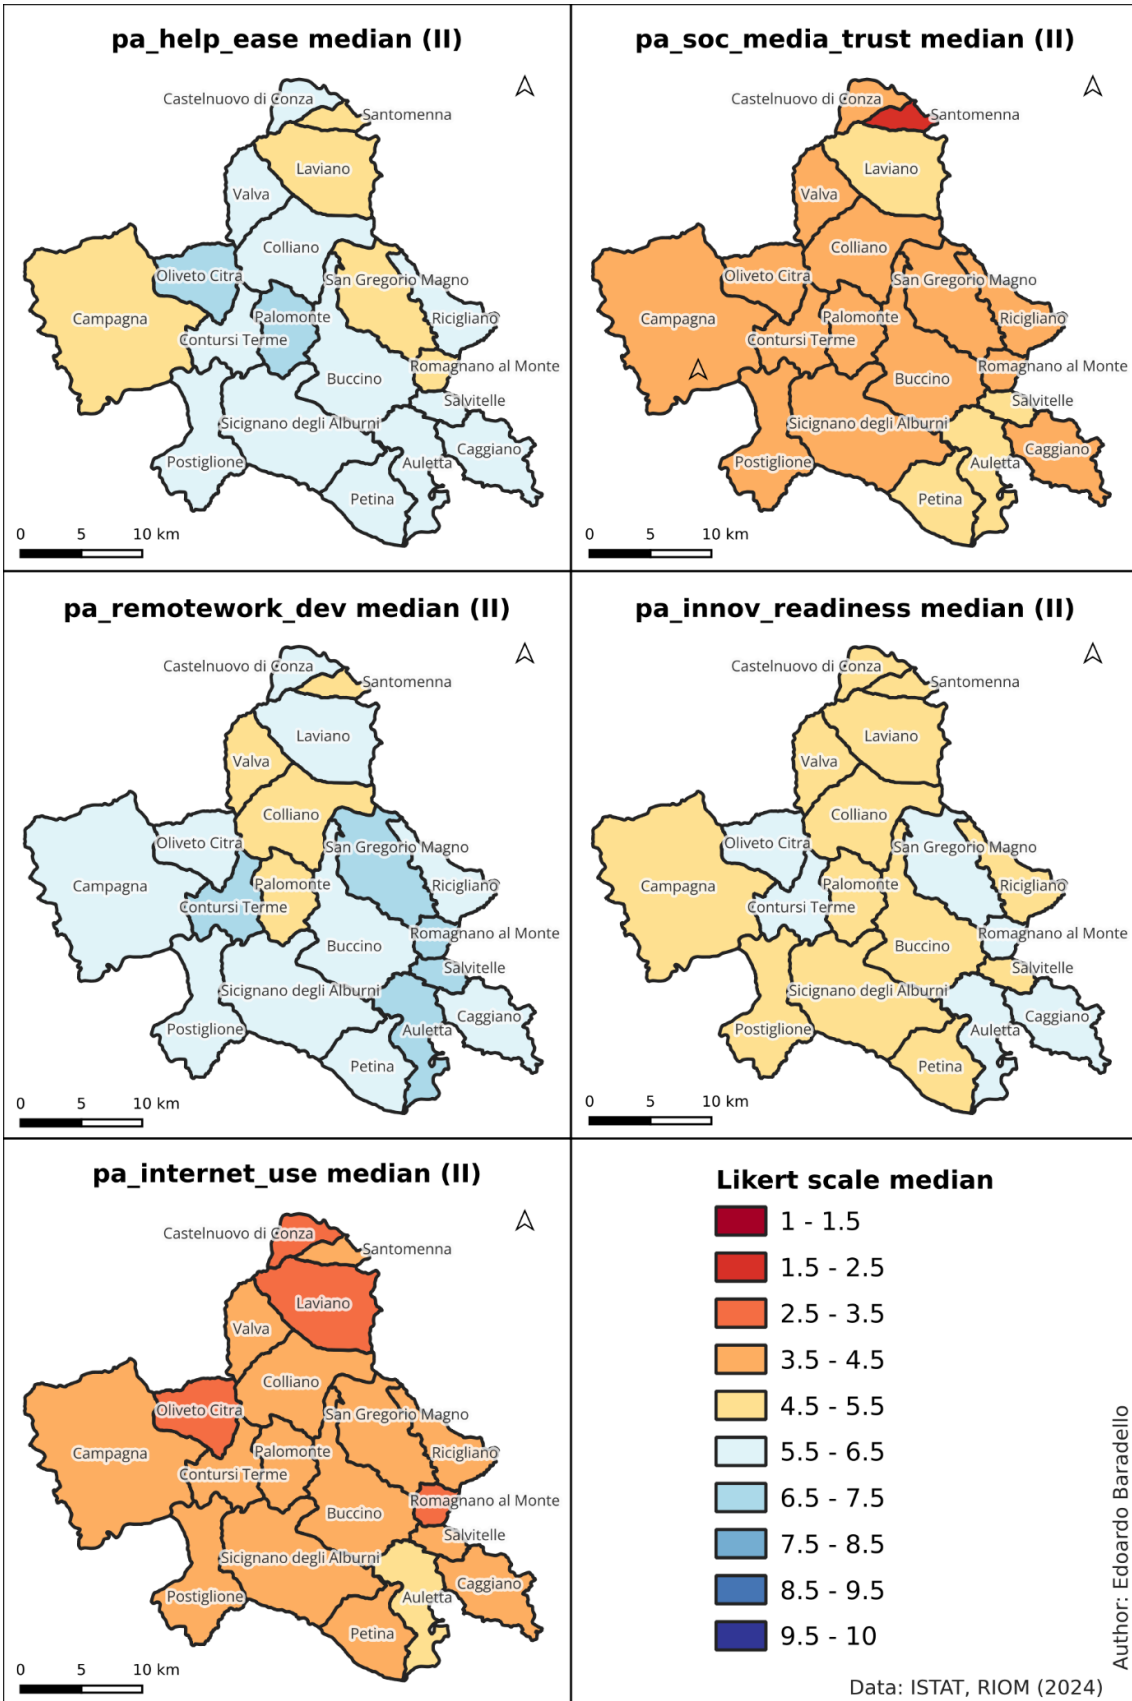 pa_help_ease median (II)
Castelnuovo di Conza
Santomenna
Laviano
Valva
Colliano
Oliveto Citra
San Gregorio Magno
Campagna
Palomonte
Ricigliano
Contursi Terme
Romagnano al Monte
Buccino
Salvitelle
Sicignano degli Alburni
Caggiano
Postiglione
Auletta
Petina
0 5 10 km
pa_soc_media_trust median (II)
Castelnuovo di Conza
Santomenna
Laviano
Valva
Colliano
Oliveto Citra
San Gregorio Magno
Campagna
Palomonte
Ricigliano
Contursi Terme
Romagnano al Monte
Buccino
Salvitelle
Sicignano degli Alburni
Caggiano
Postiglione
Auletta
Petina
0 5 10 km
pa_remotework_dev median (II)
Castelnuovo di Conza
Santomenna
Laviano
Valva
Colliano
Oliveto Citra
San Gregorio Magno
Campagna
Palomonte
Ricigliano
Contursi Terme
Romagnano al Monte
Buccino
Salvitelle
Sicignano degli Alburni
Caggiano
Postiglione
Auletta
Petina
0 5 10 km
pa_innov_readiness median (II)
Castelnuovo di Conza
Santomenna
Laviano
Valva
Colliano
Oliveto Citra
San Gregorio Magno
Campagna
Palomonte
Ricigliano
Contursi Terme
Romagnano al Monte
Buccino
Salvitelle
Sicignano degli Alburni
Caggiano
Postiglione
Auletta
Petina
0 5 10 km
pa_internet_use median (II)
Castelnuovo di Conza
Santomenna
Laviano
Valva
Colliano
Oliveto Citra
San Gregorio Magno
Campagna
Palomonte
Ricigliano
Contursi Terme
Romagnano al Monte
Buccino
Salvitelle
Sicignano degli Alburni
Caggiano
Postiglione
Auletta
Petina
0 5 10 km
Likert scale median
1 - 1.5
1.5 - 2.5
2.5 - 3.5
3.5 - 4.5
4.5 - 5.5
5.5 - 6.5
6.5 - 7.5
7.5 - 8.5
8.5 - 9.5
9.5 - 10
Author: Edoardo Baradello
Data: ISTAT, RIOM (2024)